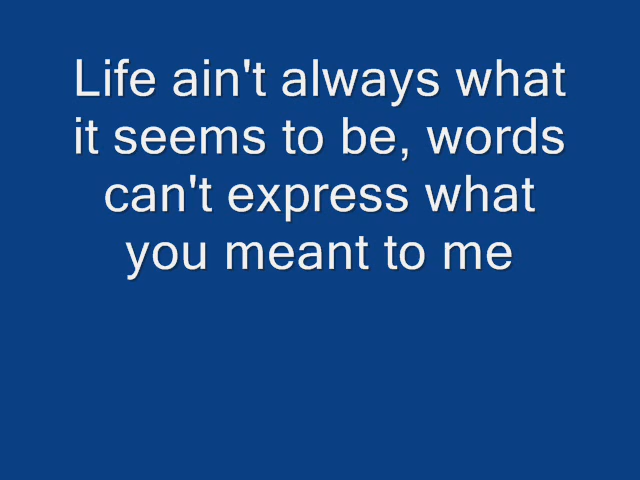 Life ain't always what
it seems to be, words
can't express what
you meant to me